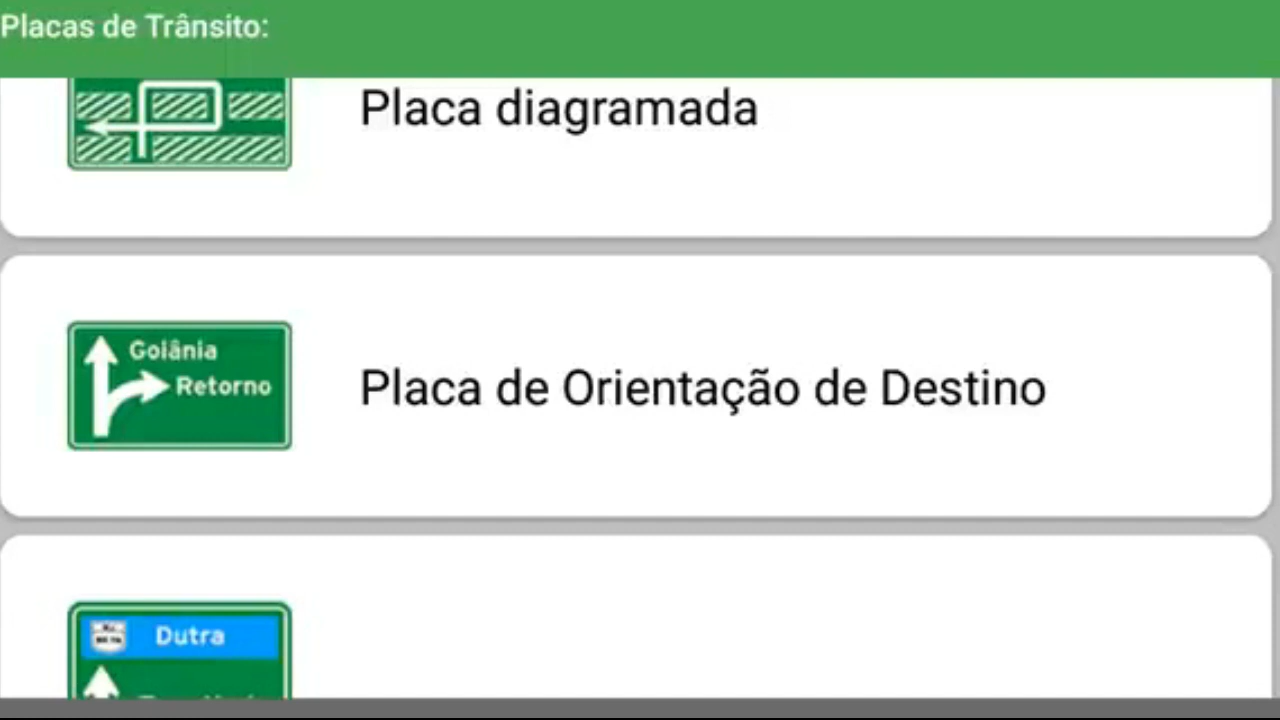 Placas de Trânsito:
Placa diagramada
Goiânia
Retorno
Placa de Orientação de Destino
Dutra